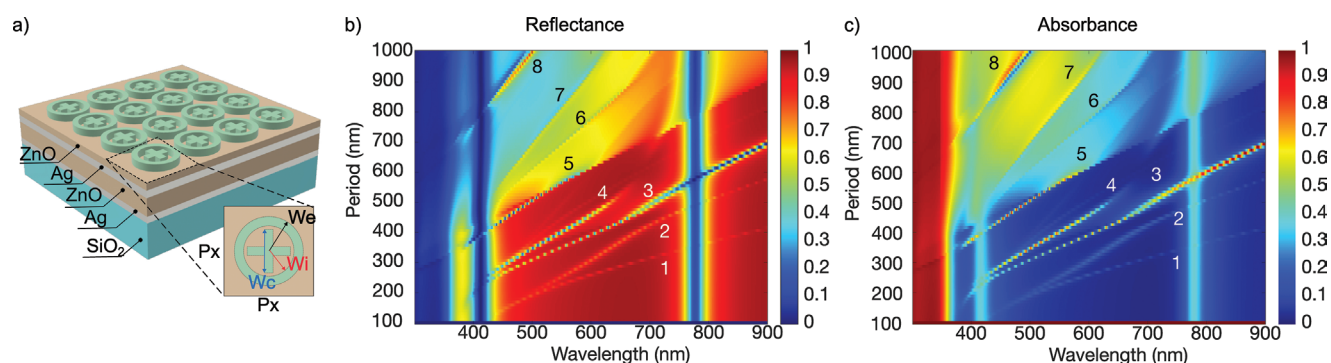 a)
ZnO
Ag
ZnO
Ag
SiO₂
We
Wi
Wc
Px
Px
b)
Reflectance
Period (nm)
1000
900
800
700
600
500
400
300
200
100
8
7
6
5
4
3
2
1
400 500 600 700 800 900
Wavelength (nm)
1
0.9
0.8
0.7
0.6
0.5
0.4
0.3
0.2
0.1
0
c)
Absorbance
Period (nm)
1000
900
800
700
600
500
400
300
200
100
8
7
6
5
4
3
2
1
400 500 600 700 800 900
Wavelength (nm)
1
0.9
0.8
0.7
0.6
0.5
0.4
0.3
0.2
0.1
0